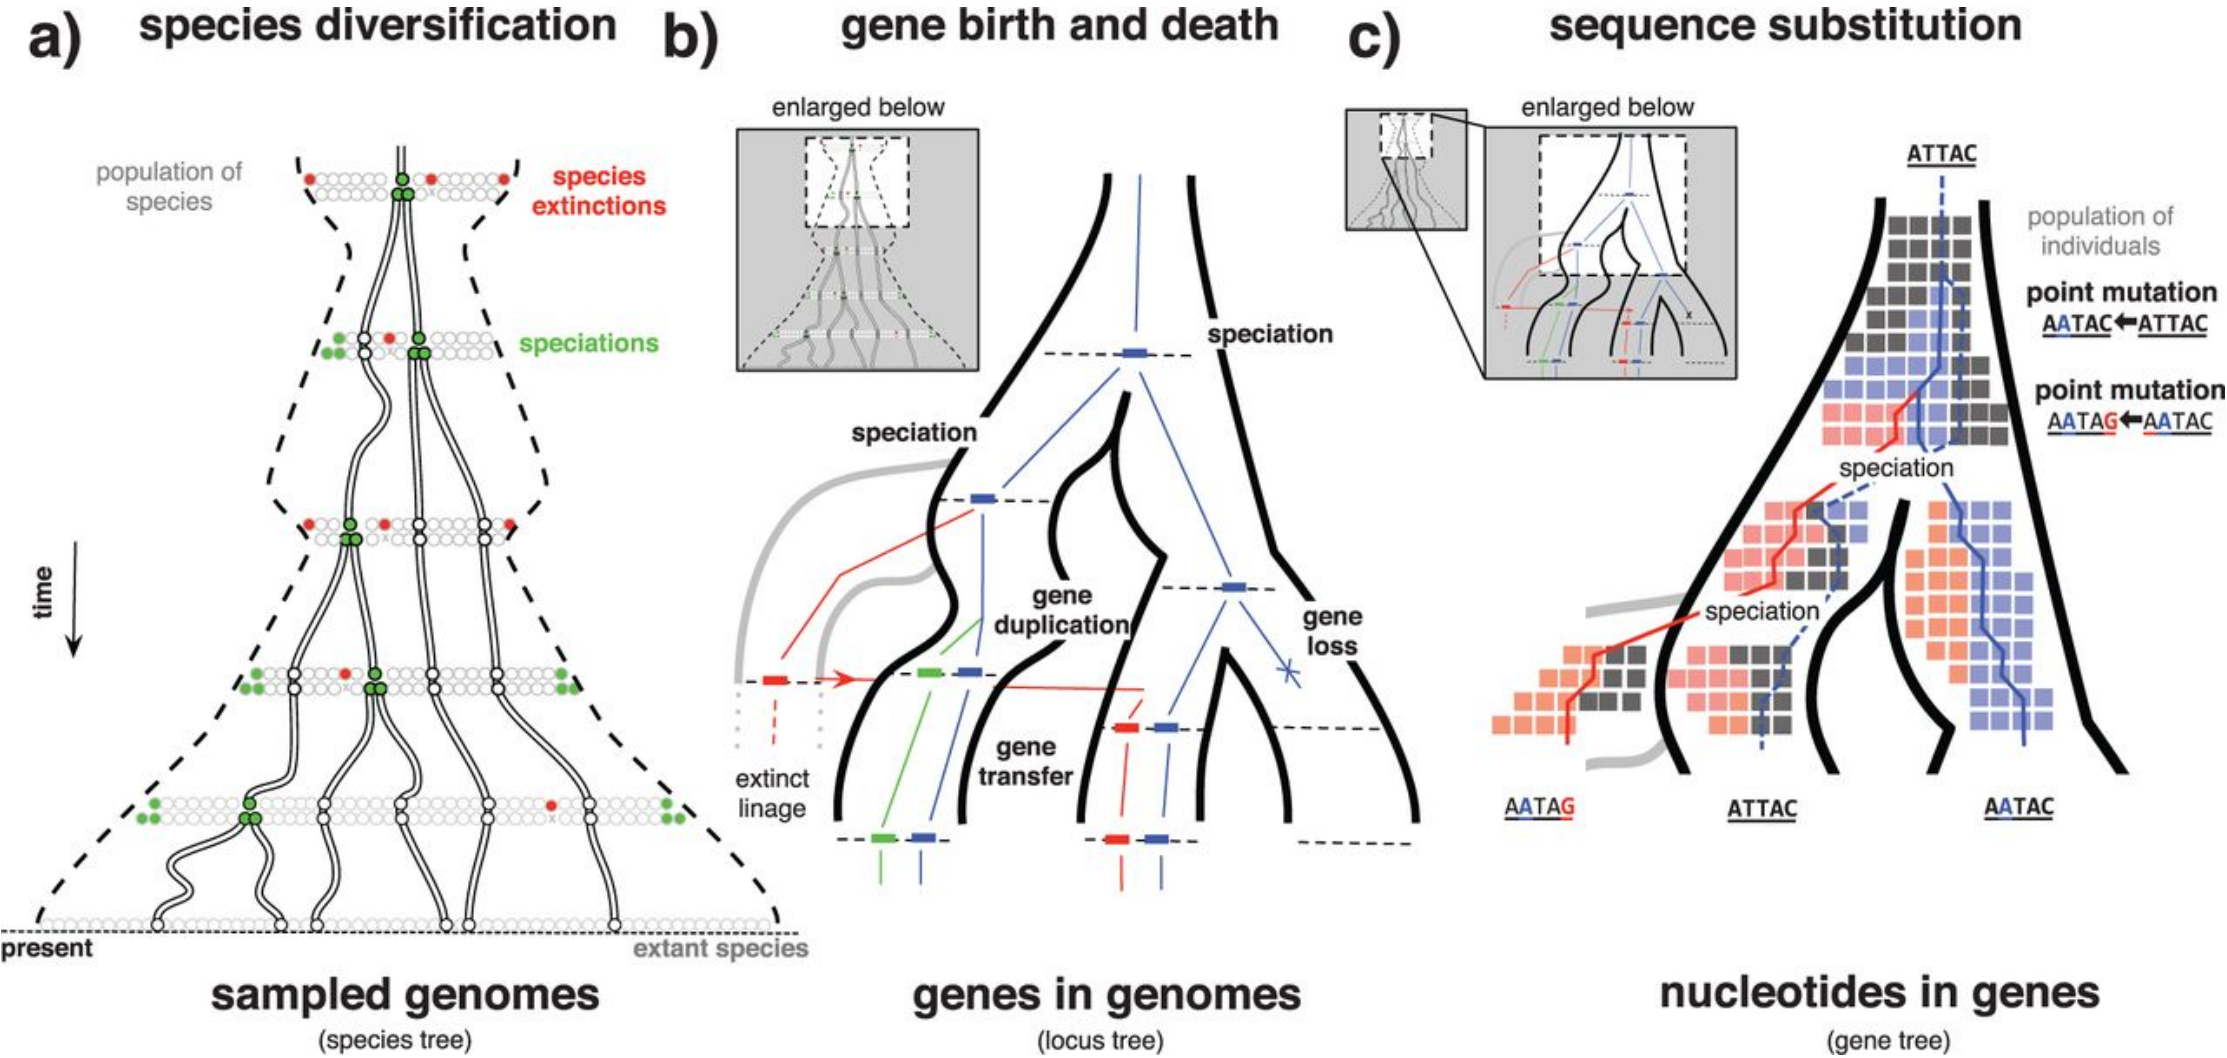 a)
species diversification
population of
species
species
extinctions
speciations
time
present
extant species
sampled genomes
(species tree)
b)
gene birth and death
enlarged below
speciation
speciation
gene
duplication
gene
loss
gene
transfer
extinct
linage
genes in genomes
(locus tree)
c)
sequence substitution
enlarged below
x
ATTAC
population of
individuals
point mutation
AATAC ATTAC
point mutation
AATAG AATAC
speciation
speciation
AATAG
ATTAC
AATAC
nucleotides in genes
(gene tree)